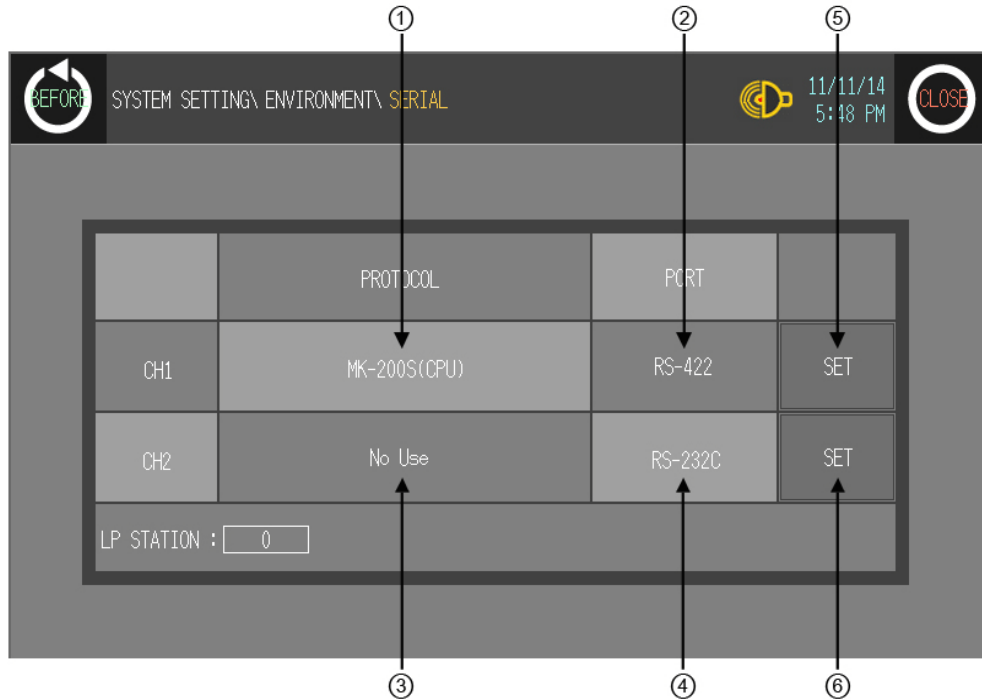 ① ② ⑤
BEFORE SYSTEM SETTING\ ENVIRONMENT\ SERIAL 11/11/14 CLOSE
5:48 PM
PROTOCOL PORT
CH1 MK-200S(CPU) RS-422 SET
CH2 No Use RS-232C SET
LP STATION : 0
③ ④ ⑥